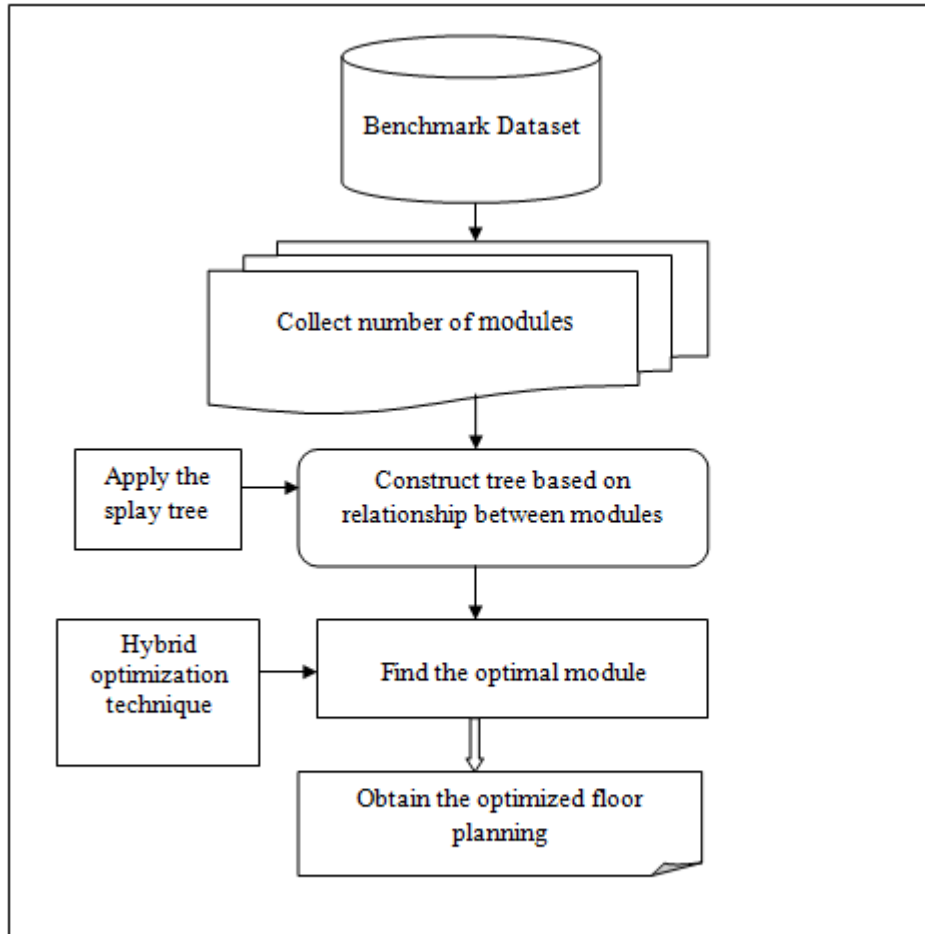 Benchmark Dataset
Collect number of modules
Apply the
splay tree
Construct tree based on
relationship between modules
Hybrid
optimization
technique
Find the optimal module
Obtain the optimized floor
planning